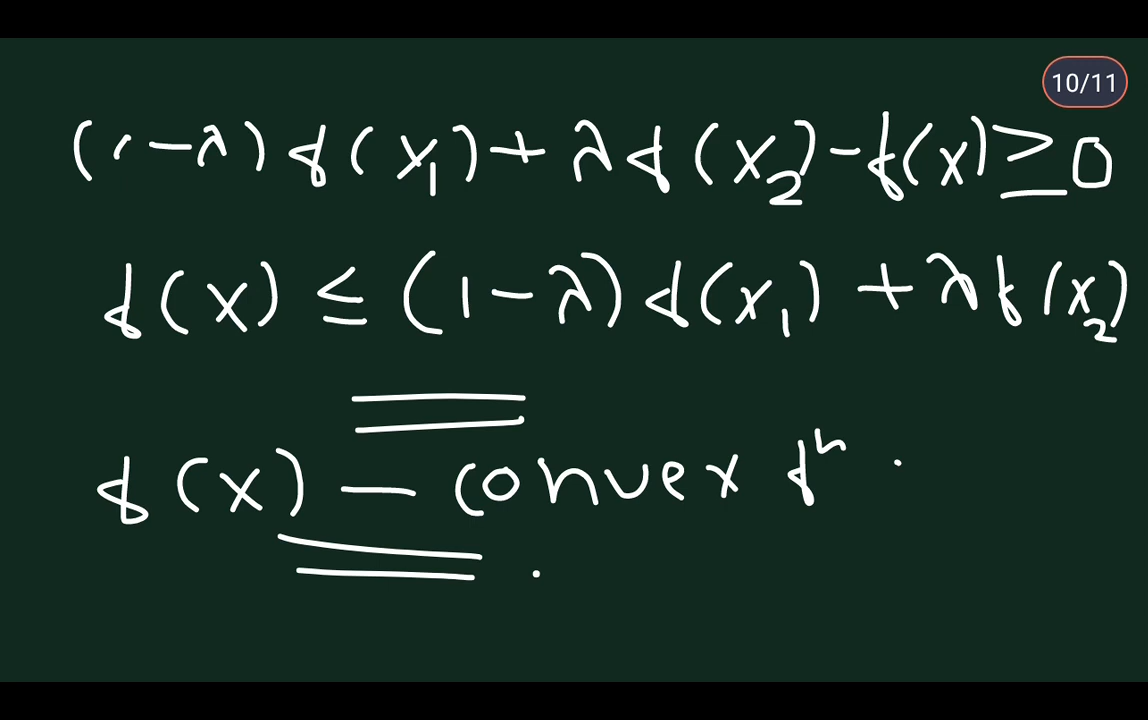 10/11
(1-λ) f(x₁) + λ f(x₂) - f(x) ≥ 0
f(x) ≤ (1-λ) f(x₁) + λ f(x₂)
f(x) - convex fⁿ .